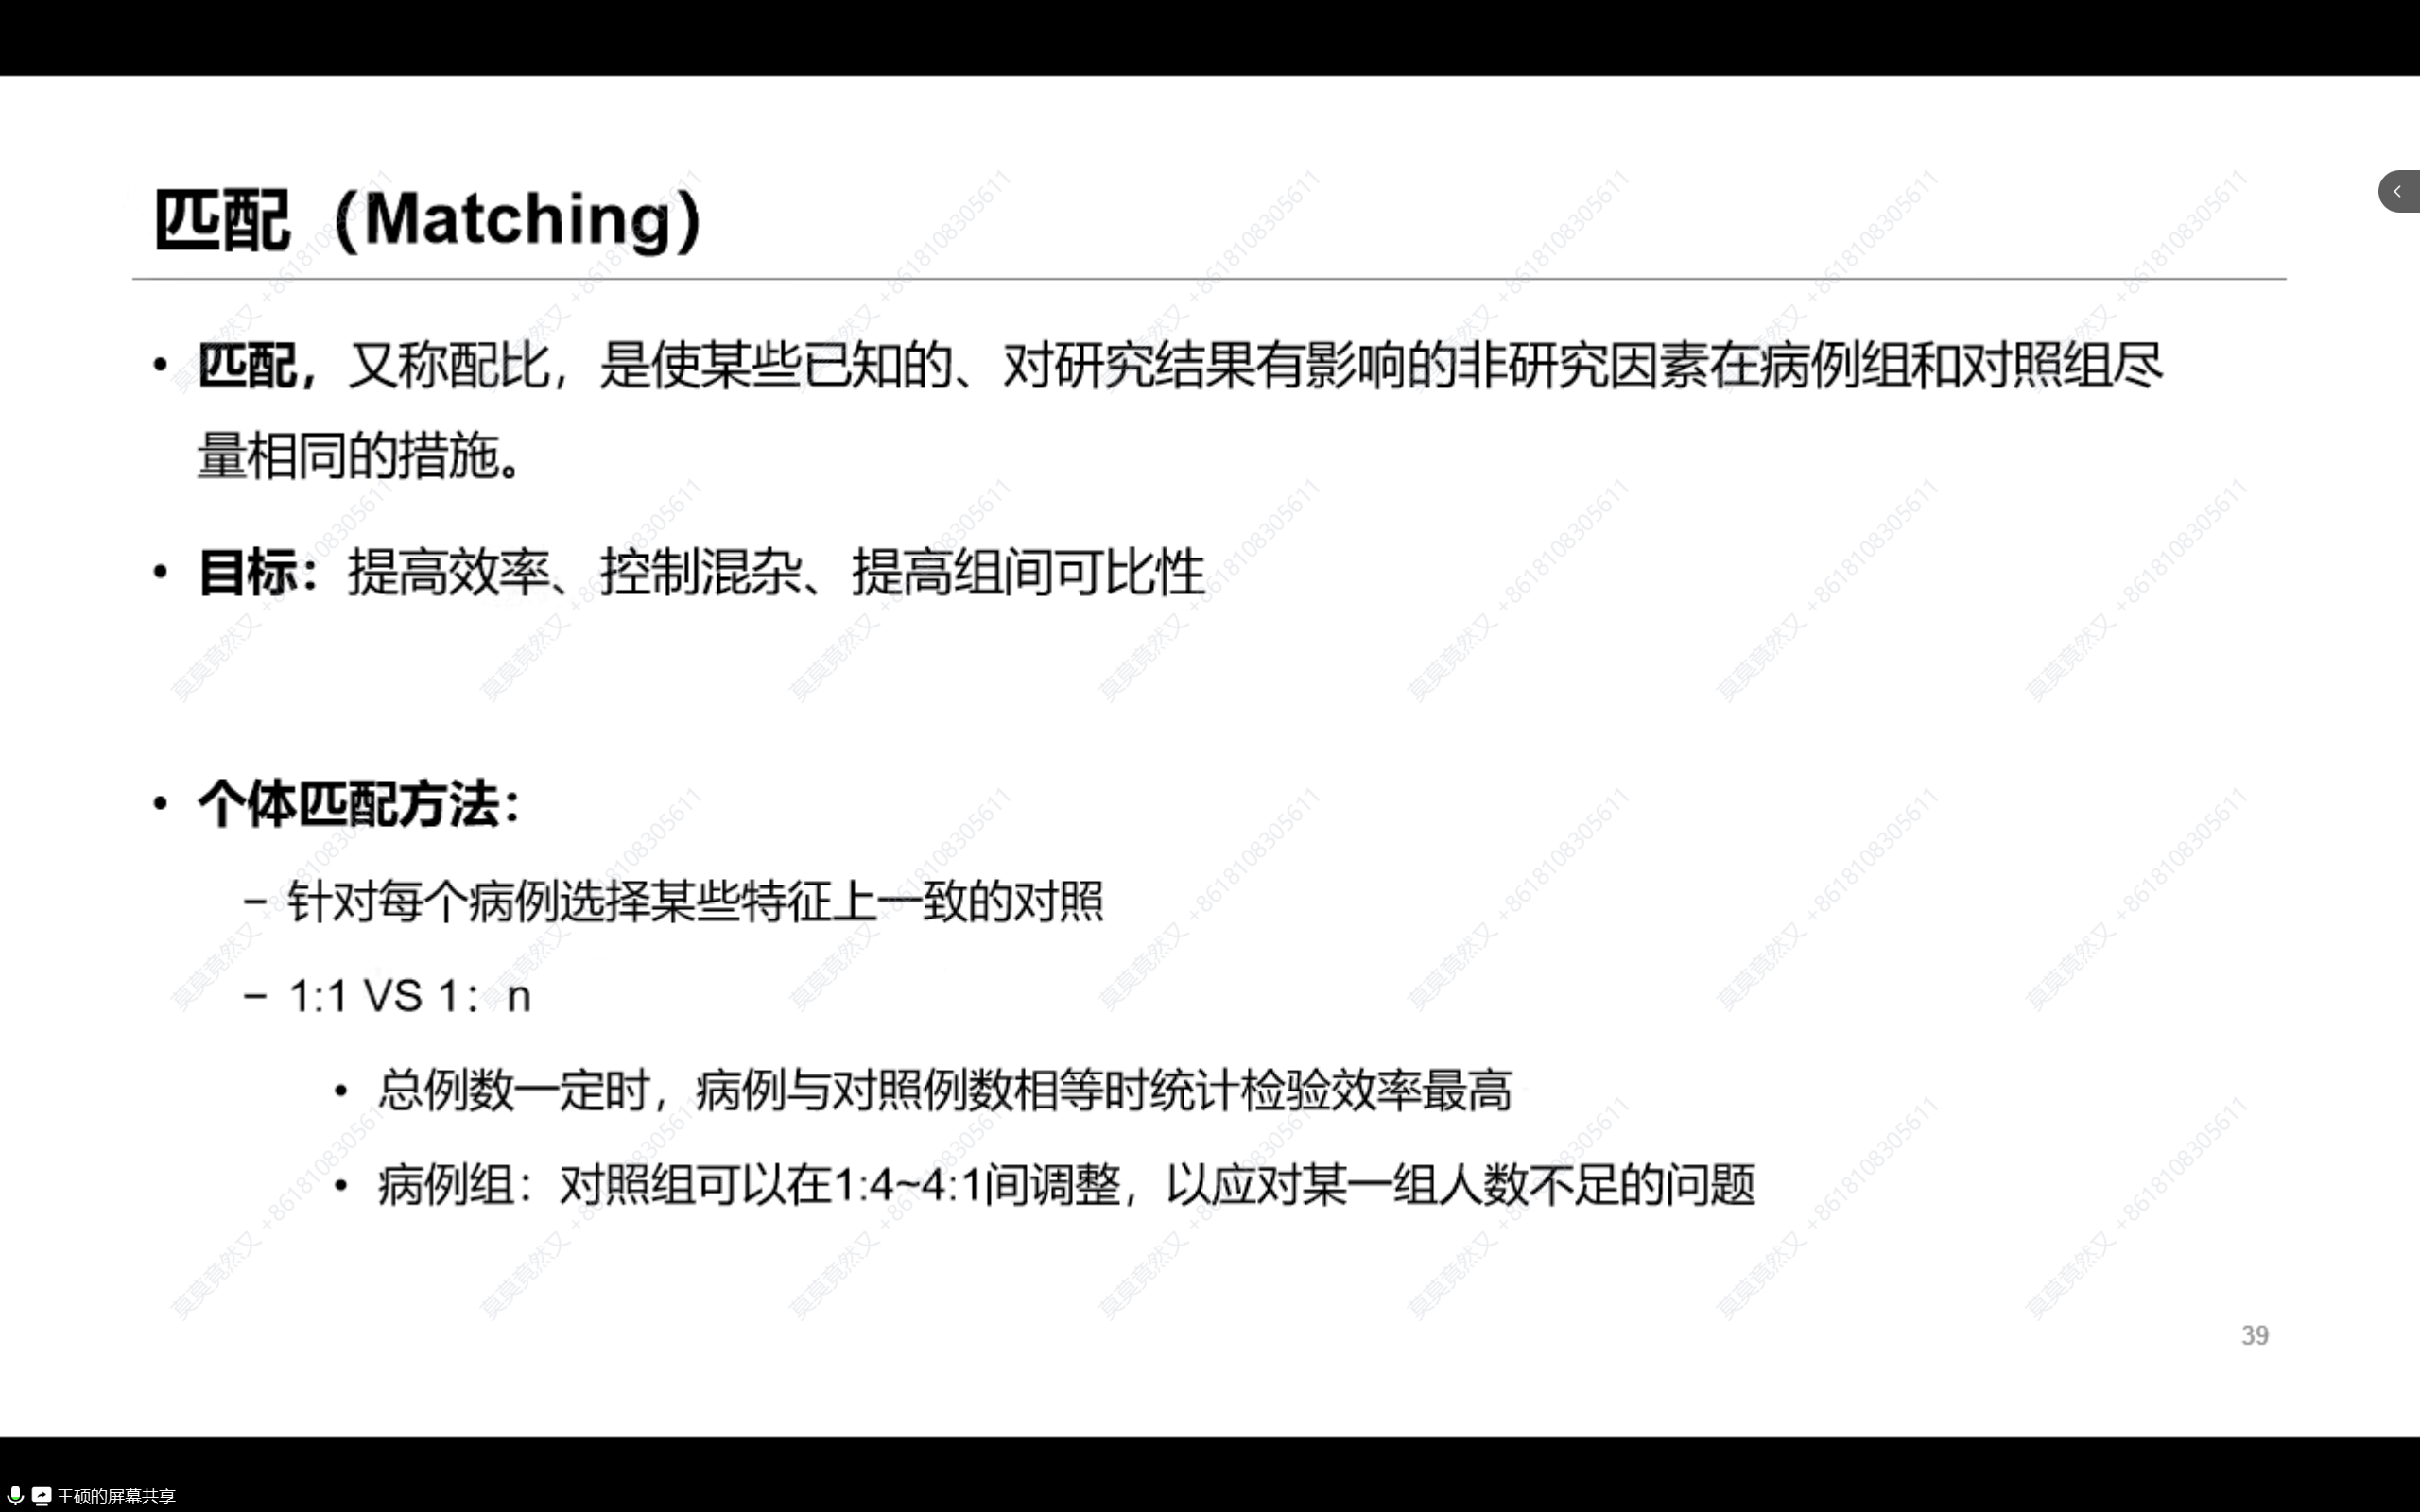 匹配（Matching）
• 匹配，又称配比，是使某些已知的、对研究结果有影响的非研究因素在病例组和对照组尽
量相同的措施。
• 目标：提高效率、控制混杂、提高组间可比性
• 个体匹配方法：
– 针对每个病例选择某些特征上一致的对照
– 1:1 VS 1：n
• 总例数一定时，病例与对照例数相等时统计检验效率最高
• 病例组：对照组可以在1:4~4:1间调整，以应对某一组人数不足的问题
39
王硕的屏幕共享
莫莫竟然又 +8618108305611